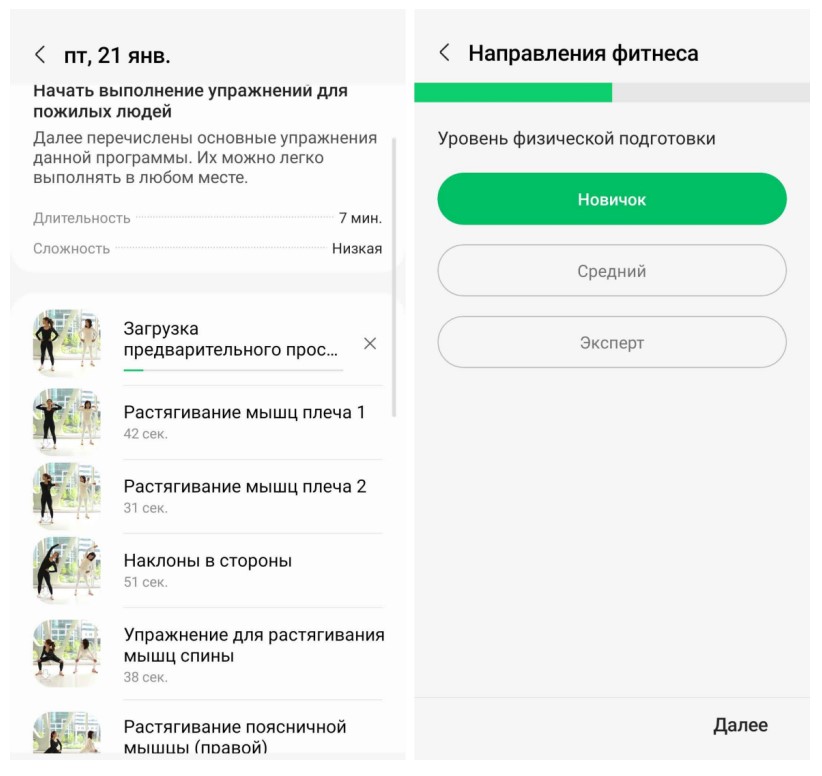 пт, 21 янв.
Начать выполнение упражнений для
пожилых людей
Далее перечислены основные упражнения
данной программы. Их можно легко
выполнять в любом месте.
Длительность 7 мин.
Сложность Низкая
Загрузка
предварительного прос...
Растягивание мышц плеча 1
42 сек.
Растягивание мышц плеча 2
31 сек.
Наклоны в стороны
51 сек.
Упражнение для растягивания
мышц спины
38 сек.
Растягивание поясничной
мышцы (правой)
Направления фитнеса
Уровень физической подготовки
Новичок
Средний
Эксперт
Далее